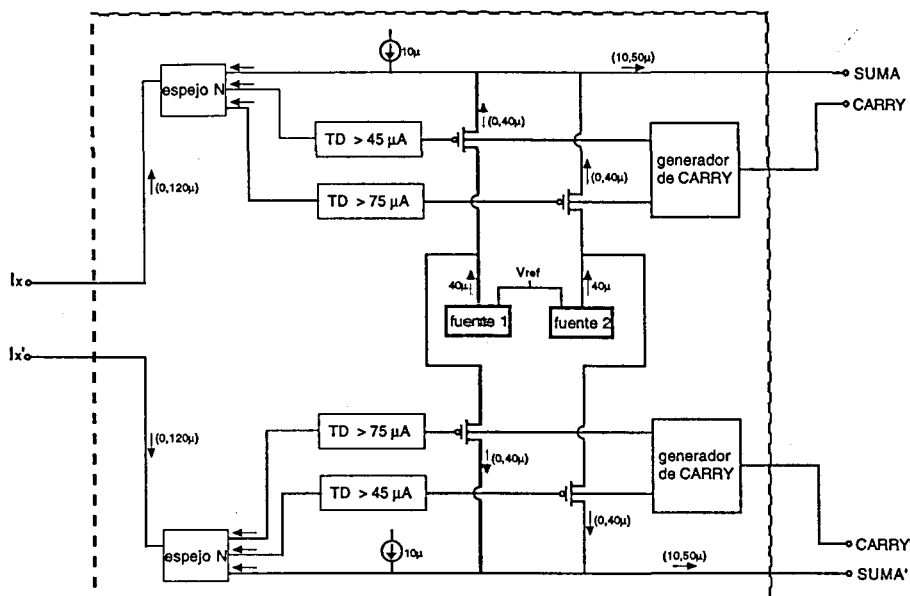 10µ
(10,50µ)
SUMA
espejo N
CARRY
(0,40µ)
TD > 45 µA
generador
de CARRY
(0,120µ)
(0,40µ)
TD > 75 µA
Ix
Vref
40µ
40µ
fuente 1
fuente 2
Ix'
TD > 75 µA
(0,120µ)
generador
de CARRY
(0,40µ)
TD > 45 µA
(0,40µ)
CARRY
espejo N
10µ
(10,50µ)
SUMA'